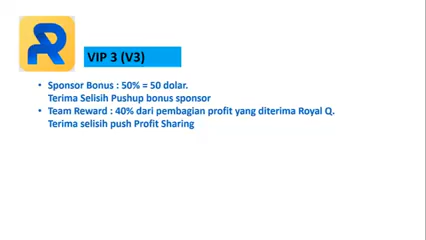 VIP 3 (V3)
• Sponsor Bonus : 50% = 50 dolar.
Terima Selisih Pushup bonus sponsor
• Team Reward : 40% dari pembagian profit yang diterima Royal Q.
Terima selisih push Profit Sharing